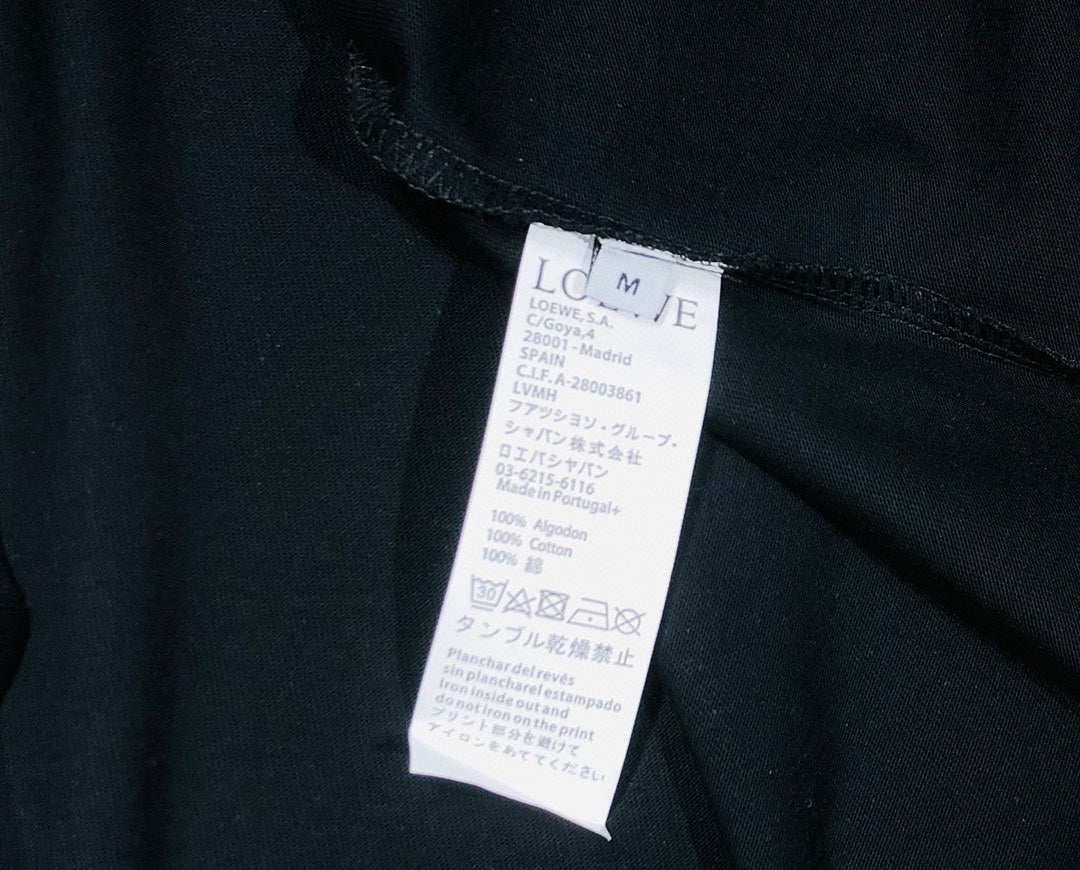 LOEWE
M
LOEWE, S.A.
C/Goya,4
28001-Madrid
SPAIN
C.I.F. A-28003861
LVMH
フアツシヨソ・グループ・
シャパン株式会社
ロエパシヤパン
03-6215-6116
Made in Portugal+
100% Algodon
100% Cotton
100% 綿
30
タンブル乾燥禁止
Planchar del revés
sin plancharel estampado
Iron inside out and
do not iron on the print
プリント部分を避けて
アイロンをあててください